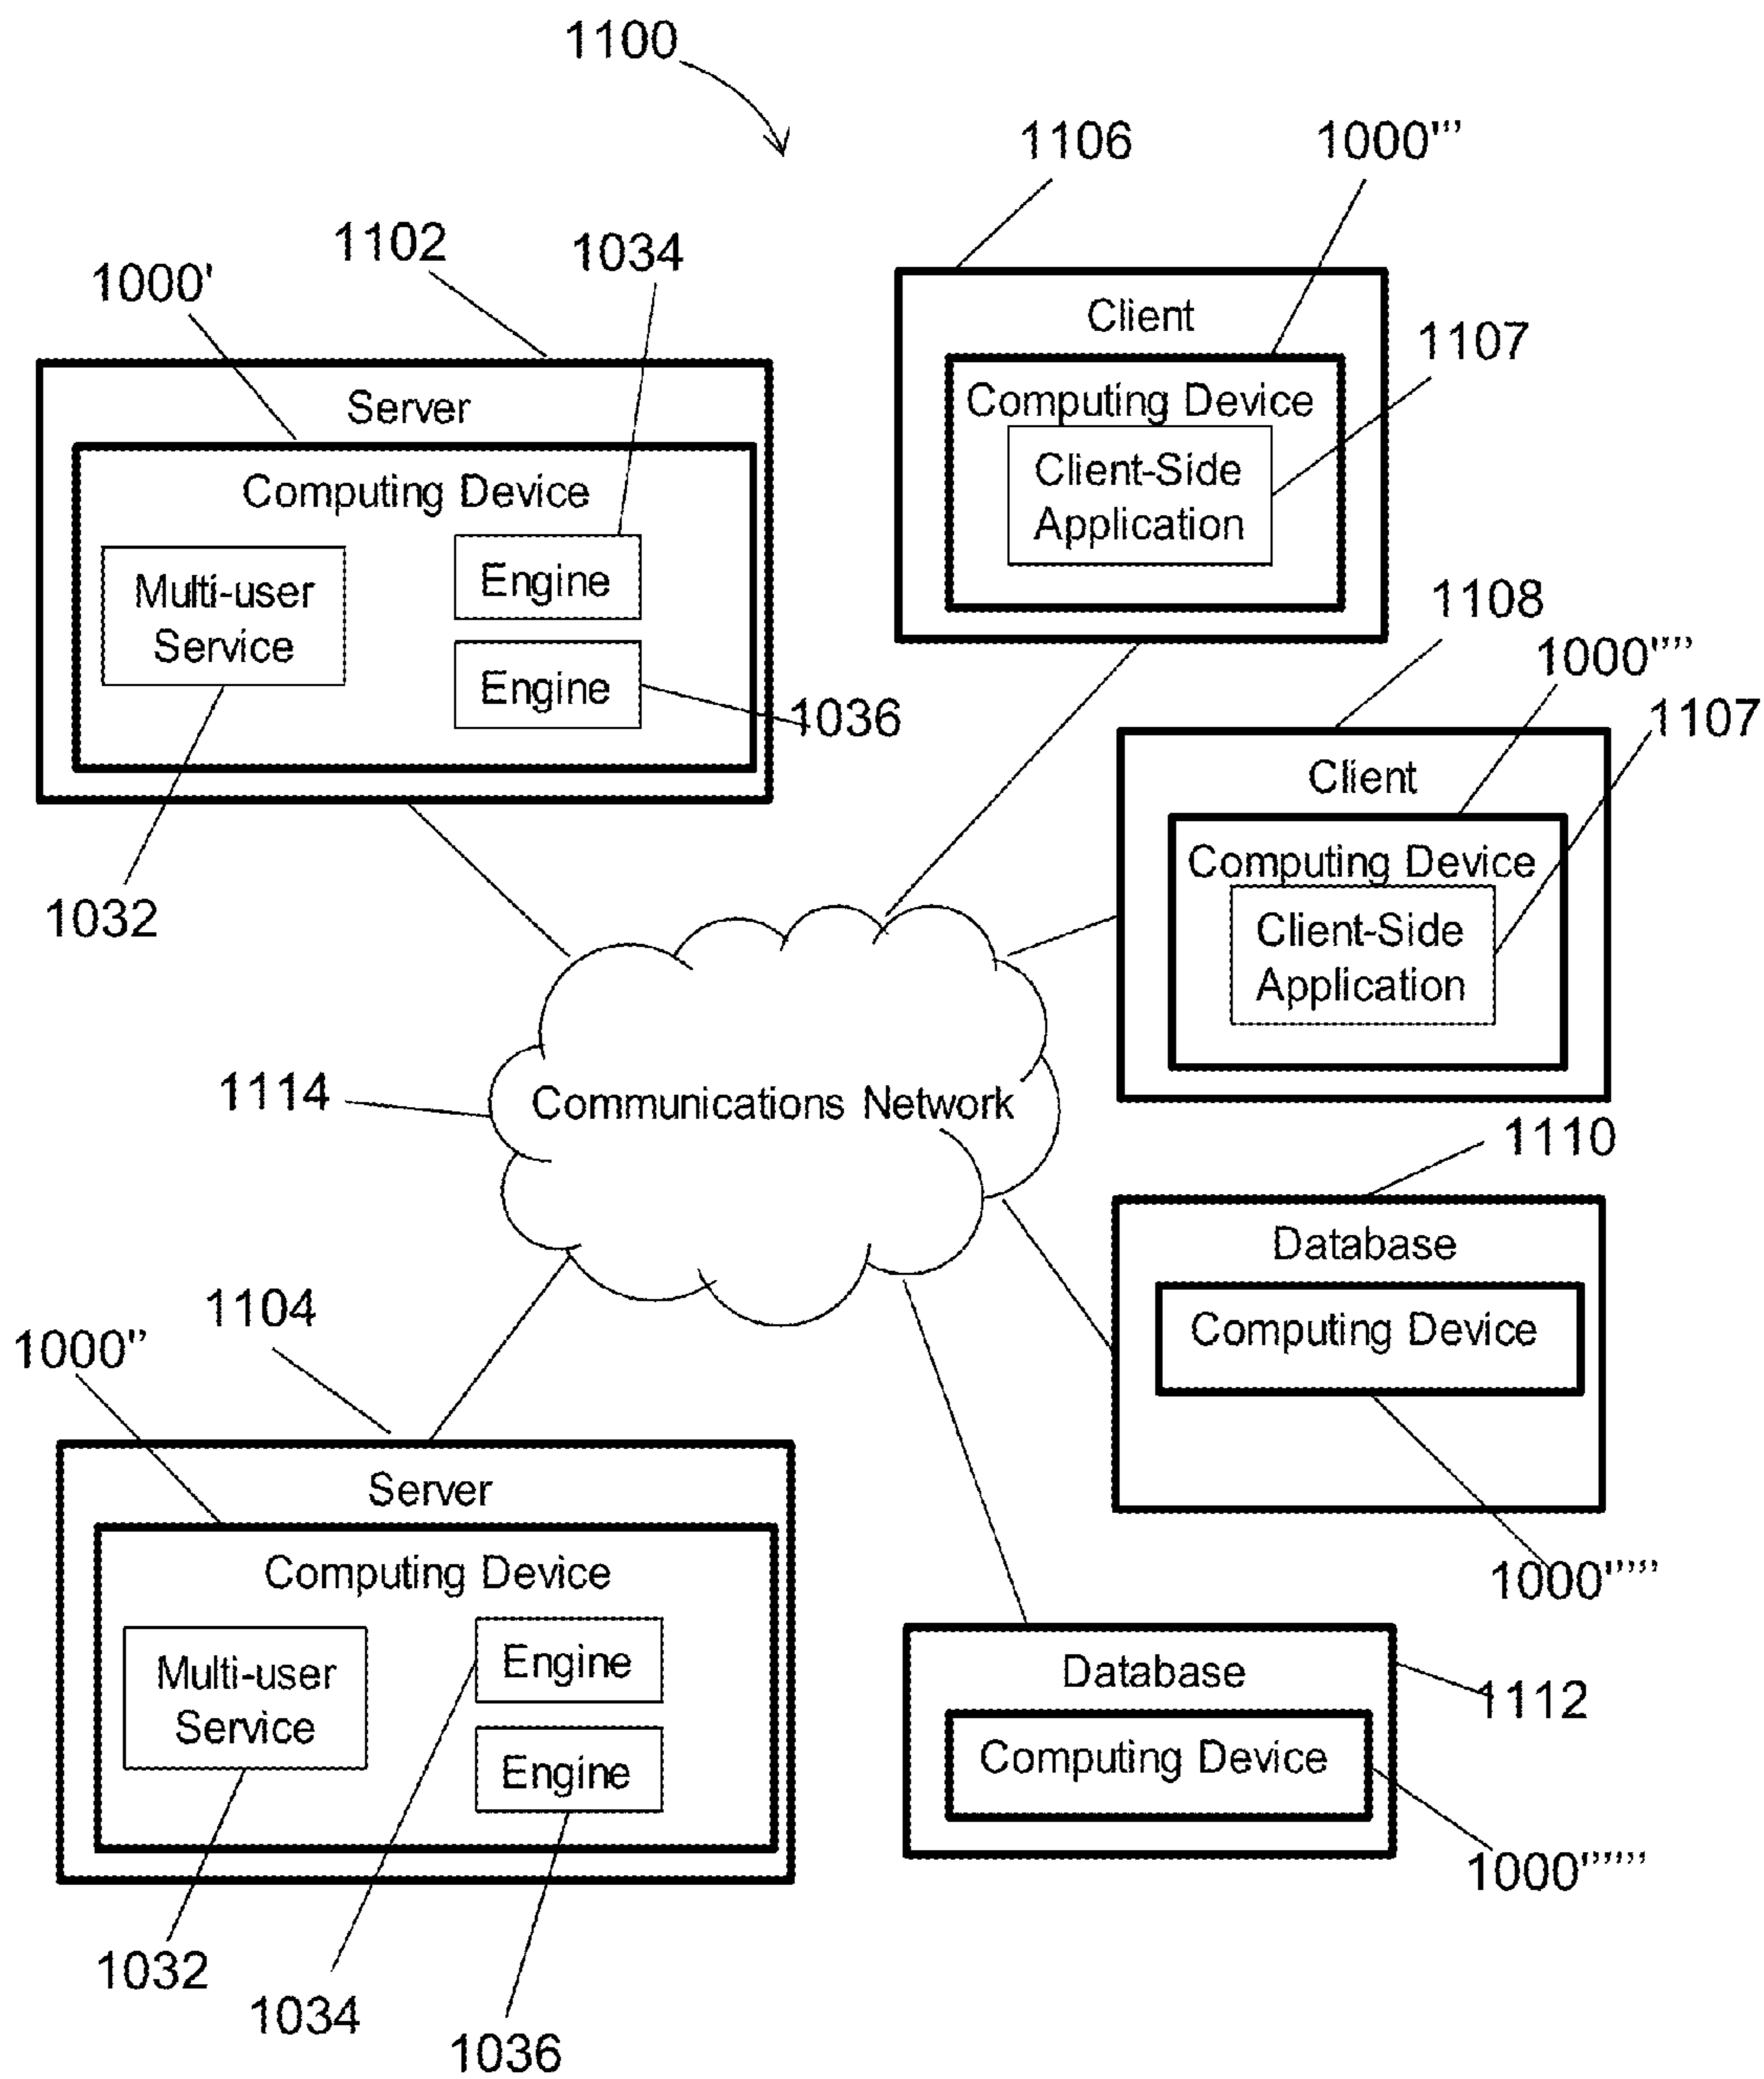 1100
1106
1000'''
1102
1034
1000'
Client
1107
Server
Computing Device
Computing Device
Client-Side
Application
Engine
Multi-user
Service
Engine
1036
1032
1108
1000''''
1107
Client
Computing Device
Client-Side
Application
1114
Communications Network
1110
Database
Computing Device
1000'''''
1104
1000''
Server
Computing Device
Multi-user
Service
Engine
Engine
1032
1034
1036
Database
1112
Computing Device
1000''''''